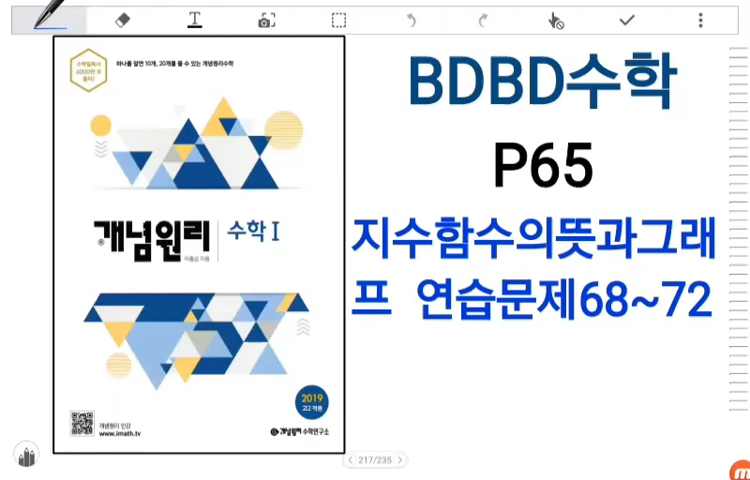 수학필독서
4000만 부
돌파!
하나를 알면 10개, 20개를 풀 수 있는 개념원리수학
개념원리 수학 I
이홍섭 지음
2019
고2 적용
개념원리 인강
www.imath.tv
개념원리 수학연구소
BDBD수학
P65
지수함수의뜻과그래
프 연습문제68~72
217/235